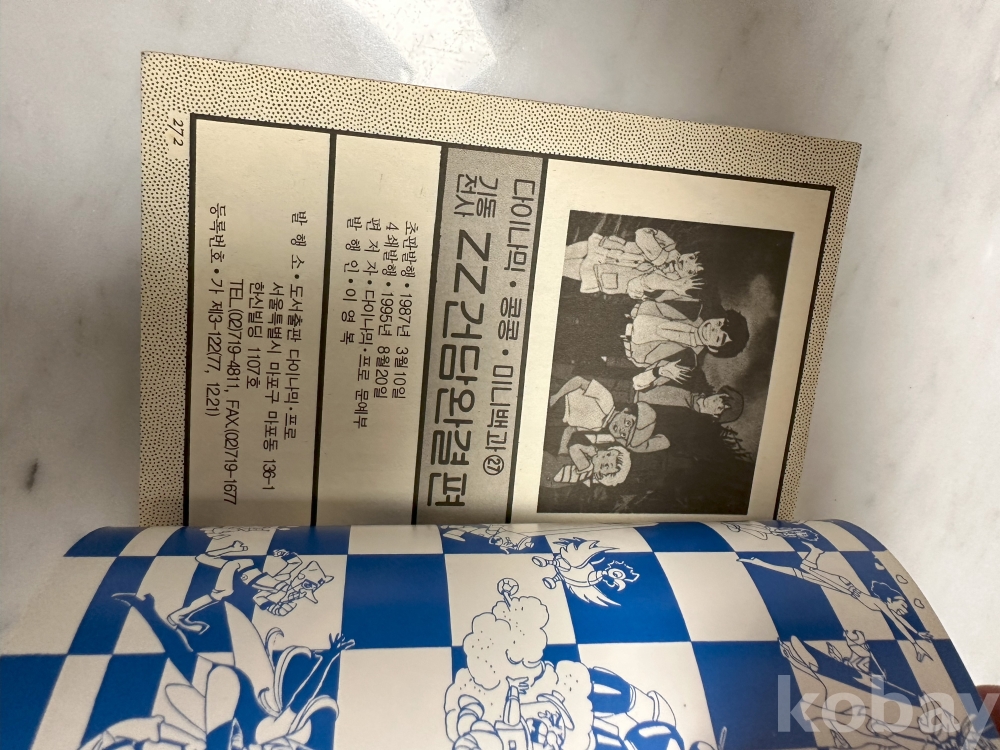 다이나믹・콩콩・미니백과㉗
기동
전사
ZZ건담완결편
초판발행・1987년 3월10일
4쇄발행・1995년 8월20일
편 저 자・다이나믹・프로 문예부
발 행 인・이 영 복
발 행 소・도서출판 다이나믹・프로
서울특별시 마포구 마포동 136-1
한신빌딩 1107호
TEL.(02)719-4811, FAX.(02)719-1677
등록번호・가 제3-122(77, 12.21)
272
kobay